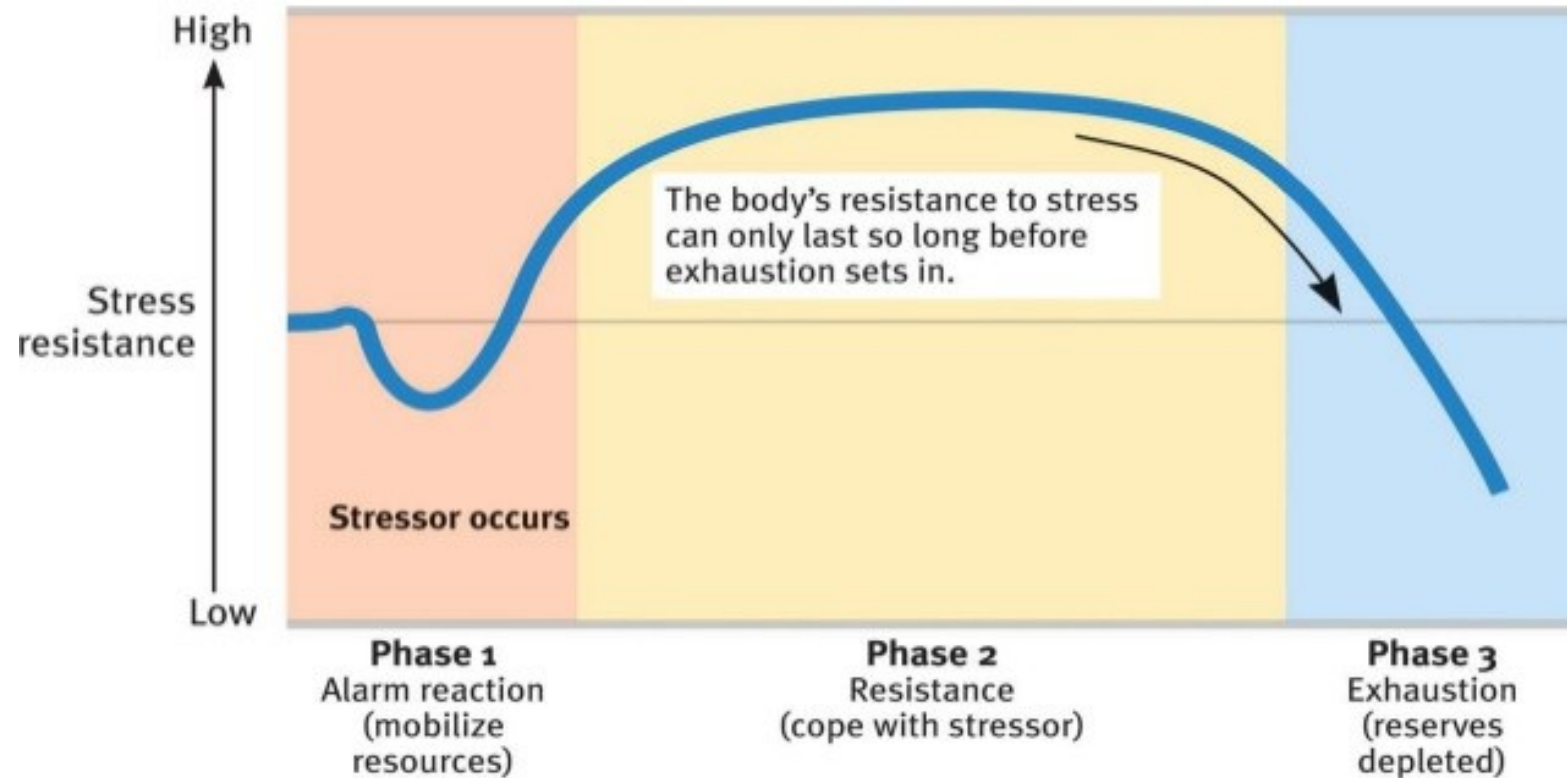 High
Stress
resistance
Low
The body's resistance to stress
can only last so long before
exhaustion sets in.
Stressor occurs
Phase 1
Alarm reaction
(mobilize
resources)
Phase 2
Resistance
(cope with stressor)
Phase 3
Exhaustion
(reserves
depleted)